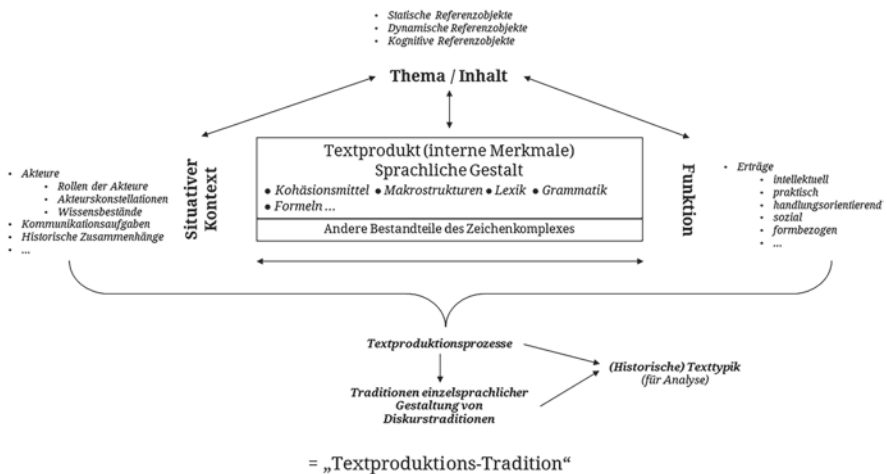 • Statische Referenzobjekte
• Dynamische Referenzobjekte
• Kognitive Referenzobjekte
Thema / Inhalt
Situativer
Kontext
• Akteure
• Rollen der Akteure
• Akteurskonstellationen
• Wissensbestände
• Kommunikationsaufgaben
• Historische Zusammenhänge
• ...
Textprodukt (interne Merkmale)
Sprachliche Gestalt
• Kohäsionsmittel • Makrostrukturen • Lexik • Grammatik
• Formeln ...
Andere Bestandteile des Zeichenkomplexes
Funktion
• Erträge
• intellektuell
• praktisch
• handlungsorientierend
• sozial
• formbezogen
• ...
Textproduktionsprozesse
(Historische) Texttypik
(für Analyse)
Traditionen einzelsprachlicher
Gestaltung von
Diskurstraditionen
= „Textproduktions-Tradition“